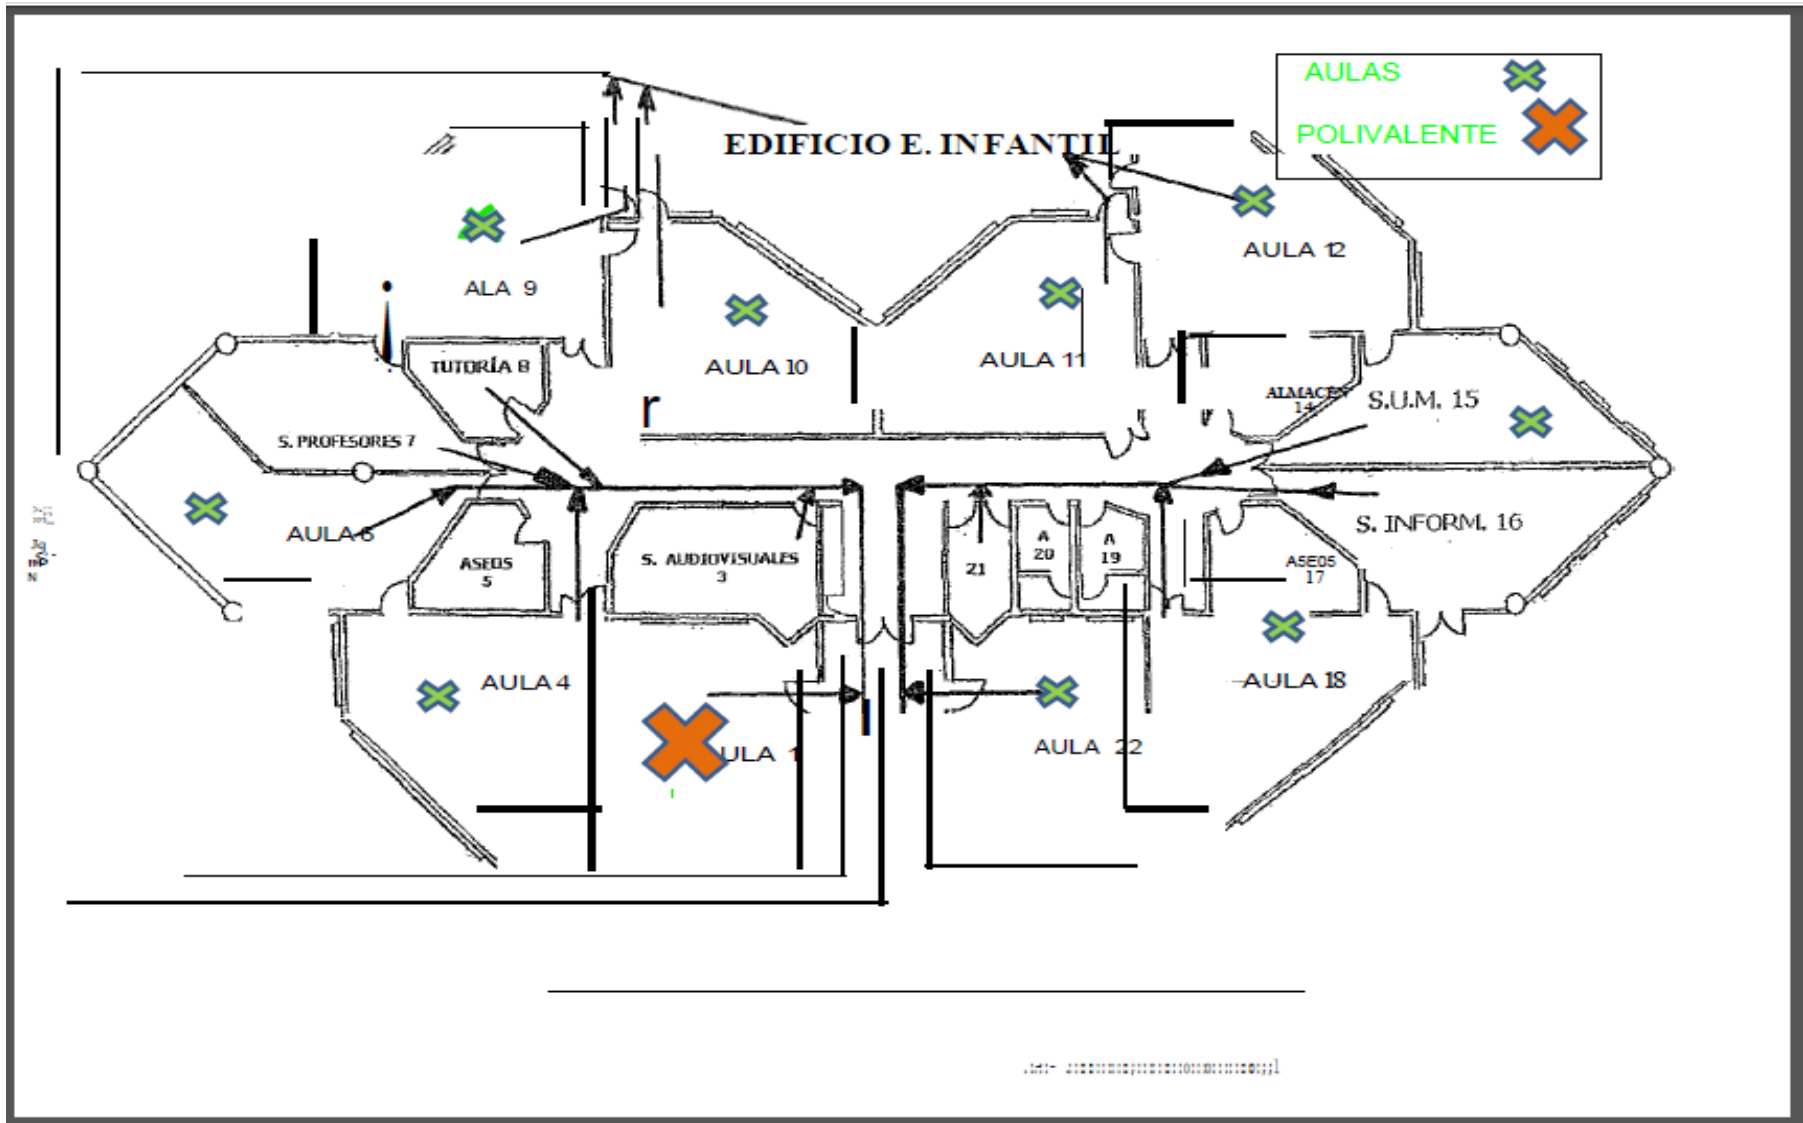 AULAS
POLIVALENTE
EDIFICIO E. INFANTIL
AULA 12
ALA 9
AULA 10
AULA 11
TUTORÍA 8
ALMACÉN
14
S.U.M. 15
r
S. PROFESORES 7
AULA 6
S. INFORM. 16
ASEOS
5
S. AUDIOVISUALES
3
21
A
20
A
19
ASEOS
17
AULA 4
AULA 18
ULA 1
AULA 22